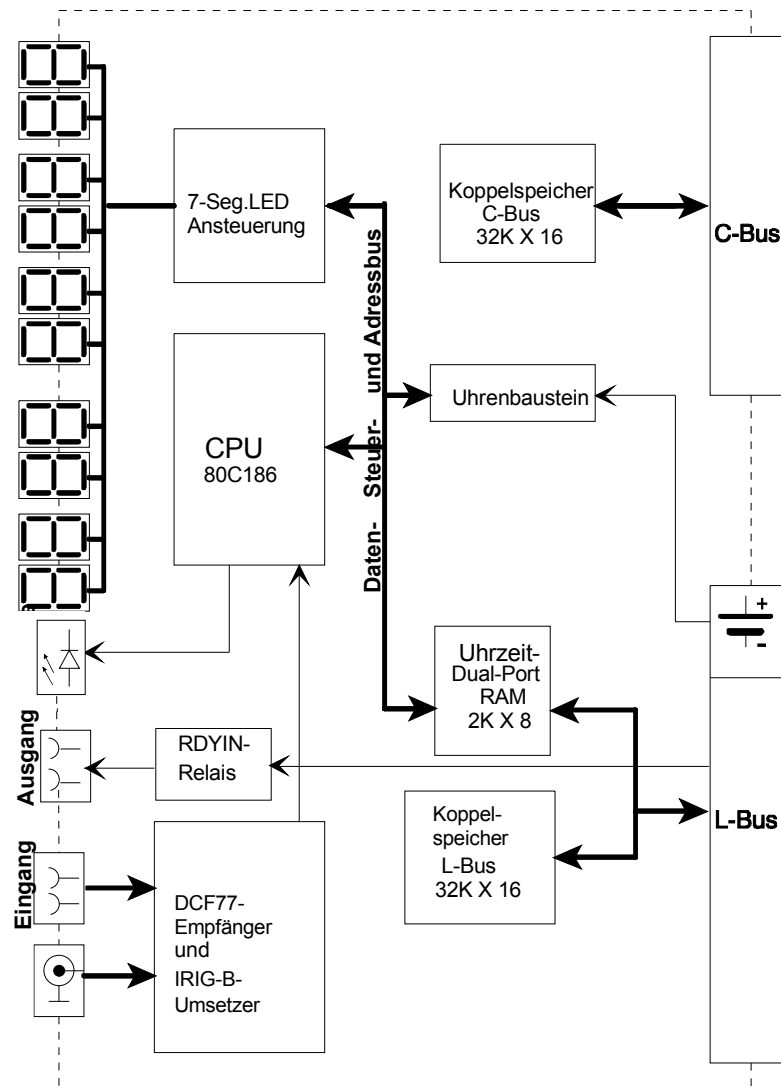 7-Seg.LED
Ansteuerung
Koppelspeicher
C-Bus
32K X 16
C-Bus
Daten- Steuer- und Adressbus
CPU
80C186
Uhrenbaustein
+
-
Uhrzeit-
Dual-Port
RAM
2K X 8
Ausgang
RDYIN-
Relais
Koppel-
speicher
L-Bus
32K X 16
L-Bus
Eingang
DCF77-
Empfänger
und
IRIG-B-
Umsetzer